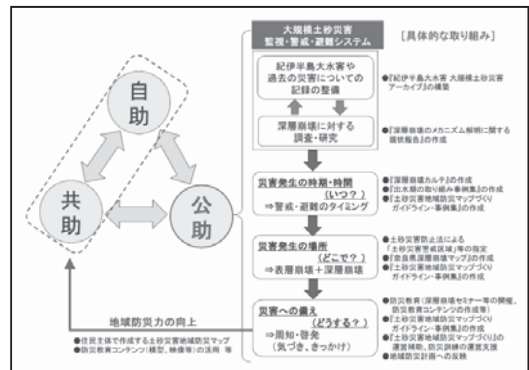 大規模土砂災害
監視・警戒・避難システム
［具体的な取り組み］
紀伊半島大水害や
過去の災害についての
記録の整備
●『紀伊半島大水害 大規模土砂災害
アーカイブ』の構築
深層崩壊に対する
調査・研究
●『深層崩壊のメカニズム解明に関する
現状報告』の作成
自助
共助
公助
災害発生の時期・時間
（いつ？）
⇒警戒・避難のタイミング
●『深層崩壊カルテ』の作成
●『出水期の取り組み事例集』の作成
●『土砂災害地域防災マップづくり
ガイドライン・事例集』の作成
災害発生の場所
（どこで？）
⇒表層崩壊＋深層崩壊
●土砂災害防止法による
「土砂災害警戒区域」等の指定
●『奈良県深層崩壊マップ』の作成
●『土砂災害地域防災マップづくり
ガイドライン・事例集』の作成
災害への備え
（どうする？）
⇒周知・啓発
（気づき、きっかけ）
●防災教育（深層崩壊セミナー等の開催、
防災教育コンテンツの作成等）
●『土砂災害地域防災マップづくり
ガイドライン・事例集』の作成
●『土砂災害地域防災マップづくり』の
運営補助、防災訓練の運営支援
●地域防災計画への反映
地域防災力の向上
●住民主体で作成する土砂災害地域防災マップ
●防災教育コンテンツ（模型、映像等）の活用 等